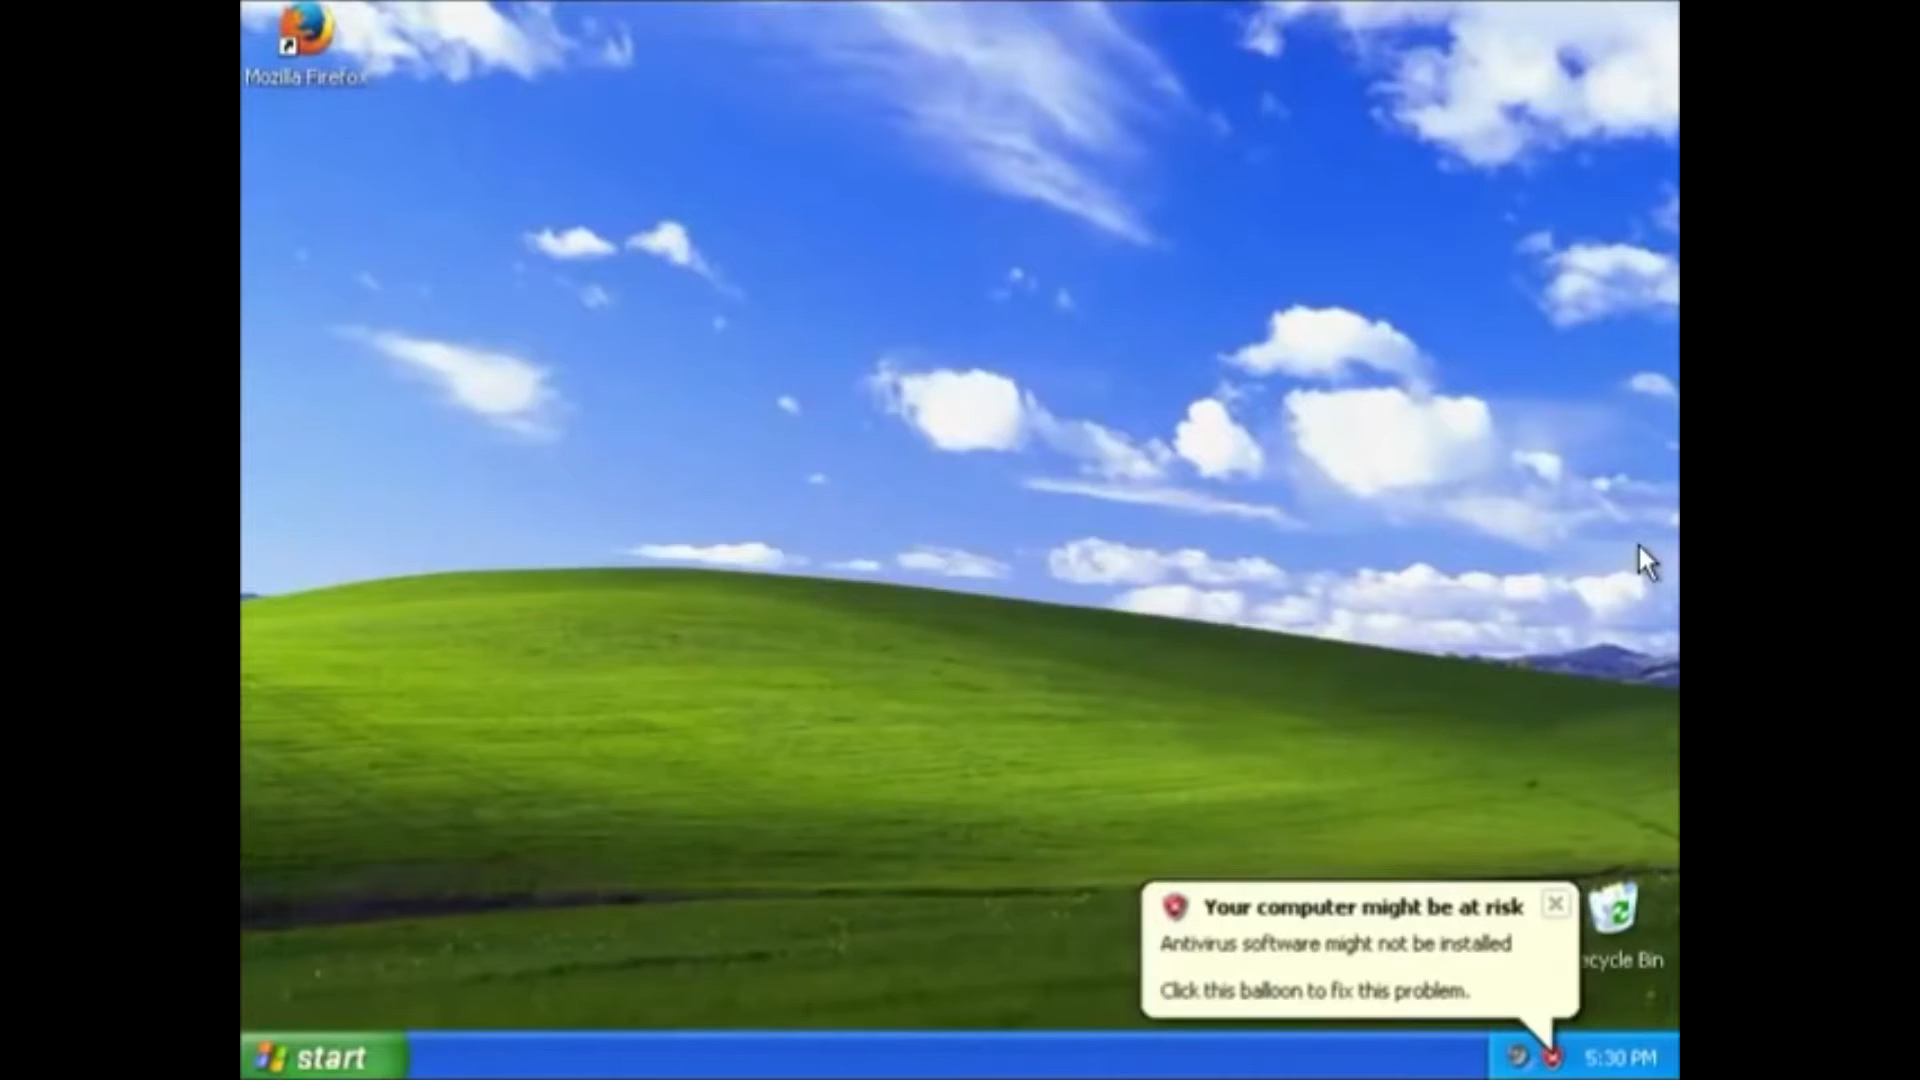 Mozilla Firefox
Your computer might be at risk
Antivirus software might not be installed
Click this balloon to fix this problem.
ecycle Bin
start
5:30 PM